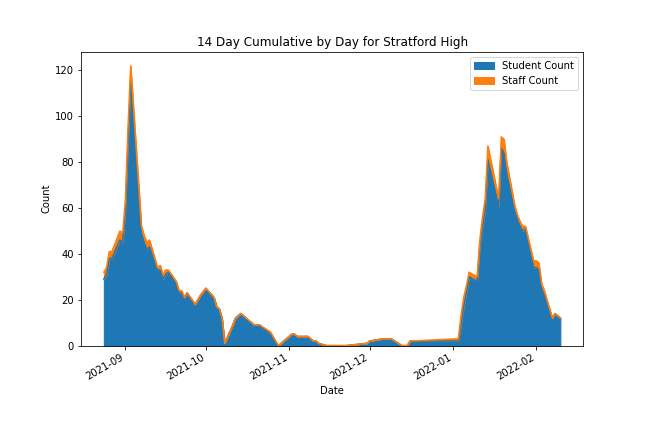 14 Day Cumulative by Day for Stratford High
Student Count
Staff Count
120
100
80
60
40
20
0
Count
2021-09
2021-10
2021-11
2021-12
2022-01
2022-02
Date